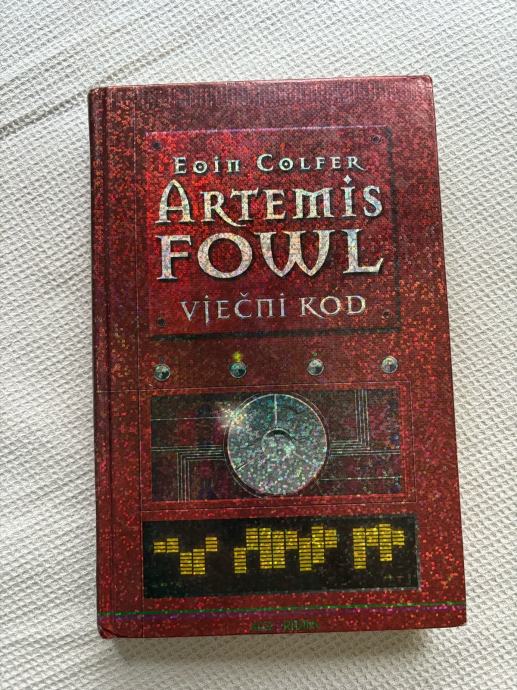 Eoin Colfer
Artemis
Fowl
Vječni kod